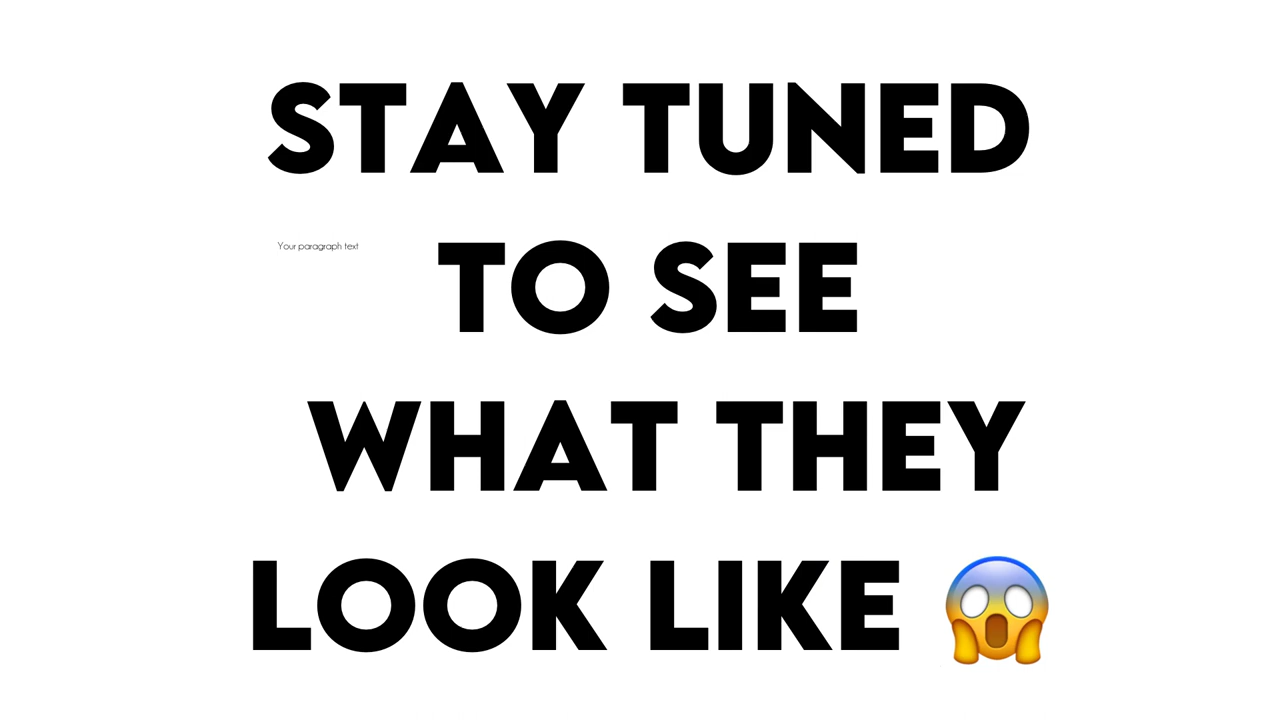 STAY TUNED
Your paragraph text
TO SEE
WHAT THEY
LOOK LIKE 😱